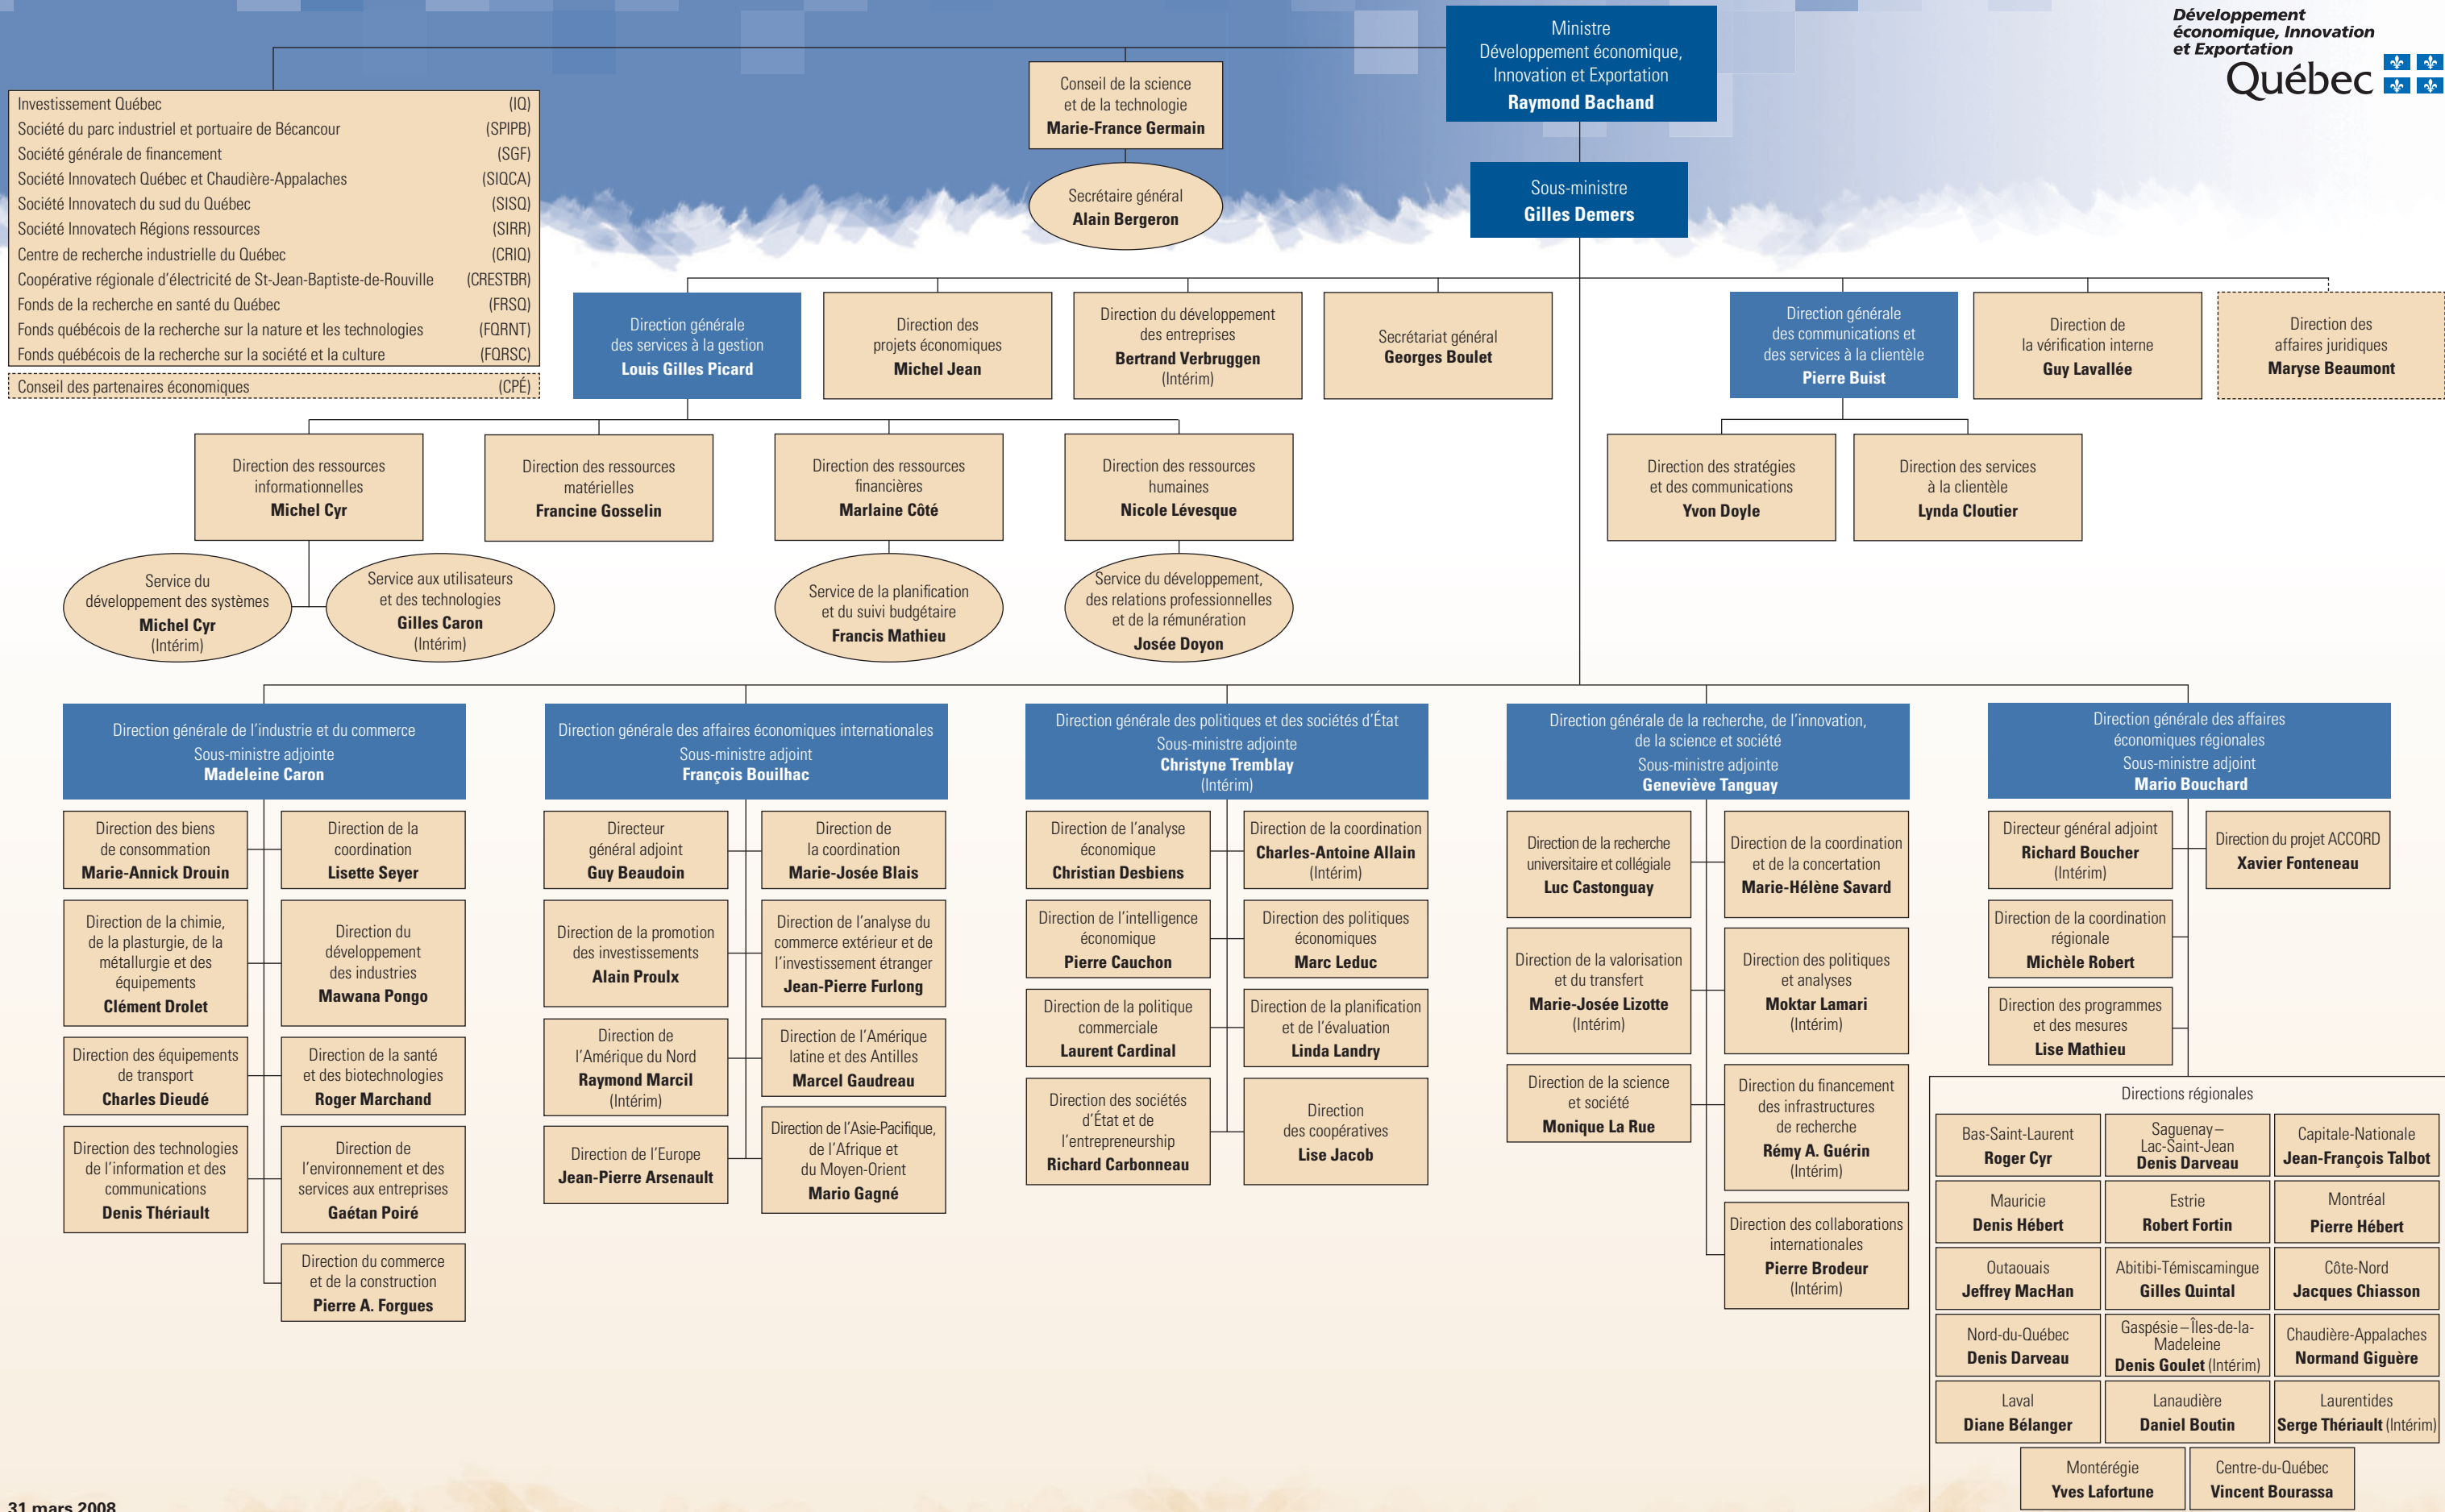 Développement
économique, Innovation
et Exportation
Québec
Ministre
Développement économique,
Innovation et Exportation
Raymond Bachand
Conseil de la science
et de la technologie
Marie-France Germain
Secrétaire général
Alain Bergeron
Sous-ministre
Gilles Demers
Investissement Québec (IQ)
Société du parc industriel et portuaire de Bécancour (SPIPB)
Société générale de financement (SGF)
Société Innovatech Québec et Chaudière-Appalaches (SIQCA)
Société Innovatech du sud du Québec (SISQ)
Société Innovatech Régions ressources (SIRR)
Centre de recherche industrielle du Québec (CRIQ)
Coopérative régionale d'électricité de St-Jean-Baptiste-de-Rouville (CRESTBR)
Fonds de la recherche en santé du Québec (FRSQ)
Fonds québécois de la recherche sur la nature et les technologies (FQRNT)
Fonds québécois de la recherche sur la société et la culture (FQRSC)
Conseil des partenaires économiques (CPÉ)
Direction générale
des services à la gestion
Louis Gilles Picard
Direction des
projets économiques
Michel Jean
Direction du développement
des entreprises
Bertrand Verbruggen
(Intérim)
Secrétariat général
Georges Boulet
Direction générale
des communications et
des services à la clientèle
Pierre Buist
Direction de
la vérification interne
Guy Lavallée
Direction des
affaires juridiques
Maryse Beaumont
Direction des ressources
informationnelles
Michel Cyr
Direction des ressources
matérielles
Francine Gosselin
Direction des ressources
financières
Marlaine Côté
Direction des ressources
humaines
Nicole Lévesque
Direction des stratégies
et des communications
Yvon Doyle
Direction des services
à la clientèle
Lynda Cloutier
Service du
développement des systèmes
Michel Cyr
(Intérim)
Service aux utilisateurs
et des technologies
Gilles Caron
(Intérim)
Service de la planification
et du suivi budgétaire
Francis Mathieu
Service du développement,
des relations professionnelles
et de la rémunération
Josée Doyon
Direction générale de l'industrie et du commerce
Sous-ministre adjointe
Madeleine Caron
Direction des biens
de consommation
Marie-Annick Drouin
Direction de la
coordination
Lisette Seyer
Direction de la chimie,
de la plasturgie, de la
métallurgie et des
équipements
Clément Drolet
Direction du
développement
des industries
Mawana Pongo
Direction des équipements
de transport
Charles Dieudé
Direction de la santé
et des biotechnologies
Roger Marchand
Direction des technologies
de l'information et des
communications
Denis Thériault
Direction de
l'environnement et des
services aux entreprises
Gaétan Poiré
Direction du commerce
et de la construction
Pierre A. Forgues
Direction générale des affaires économiques internationales
Sous-ministre adjoint
François Bouilhac
Directeur
général adjoint
Guy Beaudoin
Direction de
la coordination
Marie-Josée Blais
Direction de la promotion
des investissements
Alain Proulx
Direction de l'analyse du
commerce extérieur et de
l'investissement étranger
Jean-Pierre Furlong
Direction de
l'Amérique du Nord
Raymond Marcil
(Intérim)
Direction de l'Amérique
latine et des Antilles
Marcel Gaudreau
Direction de l'Europe
Jean-Pierre Arsenault
Direction de l'Asie-Pacifique,
de l'Afrique et
du Moyen-Orient
Mario Gagné
Direction générale des politiques et des sociétés d'État
Sous-ministre adjointe
Christyne Tremblay
(Intérim)
Direction de l'analyse
économique
Christian Desbiens
Direction de la coordination
Charles-Antoine Allain
(Intérim)
Direction de l'intelligence
économique
Pierre Cauchon
Direction des politiques
économiques
Marc Leduc
Direction de la politique
commerciale
Laurent Cardinal
Direction de la planification
et de l'évaluation
Linda Landry
Direction des sociétés
d'État et de
l'entrepreneurship
Richard Carbonneau
Direction
des coopératives
Lise Jacob
Direction générale de la recherche, de l'innovation,
de la science et société
Sous-ministre adjointe
Geneviève Tanguay
Direction de la recherche
universitaire et collégiale
Luc Castonguay
Direction de la coordination
et de la concertation
Marie-Hélène Savard
Direction de la valorisation
et du transfert
Marie-Josée Lizotte
(Intérim)
Direction des politiques
et analyses
Moktar Lamari
(Intérim)
Direction de la science
et société
Monique La Rue
Direction du financement
des infrastructures
de recherche
Rémy A. Guérin
(Intérim)
Direction des collaborations
internationales
Pierre Brodeur
(Intérim)
Direction générale des affaires
économiques régionales
Sous-ministre adjoint
Mario Bouchard
Directeur général adjoint
Richard Boucher
(Intérim)
Direction du projet ACCORD
Xavier Fonteneau
Direction de la coordination
régionale
Michèle Robert
Direction des programmes
et des mesures
Lise Mathieu
Directions régionales
Bas-Saint-Laurent
Roger Cyr
Saguenay–
Lac-Saint-Jean
Denis Darveau
Capitale-Nationale
Jean-François Talbot
Mauricie
Denis Hébert
Estrie
Robert Fortin
Montréal
Pierre Hébert
Outaouais
Jeffrey MacHan
Abitibi-Témiscamingue
Gilles Quintal
Côte-Nord
Jacques Chiasson
Nord-du-Québec
Denis Darveau
Gaspésie–Îles-de-la-
Madeleine
Denis Goulet (Intérim)
Chaudière-Appalaches
Normand Giguère
Laval
Diane Bélanger
Lanaudière
Daniel Boutin
Laurentides
Serge Thériault (Intérim)
Montérégie
Yves Lafortune
Centre-du-Québec
Vincent Bourassa
31 mars 2008